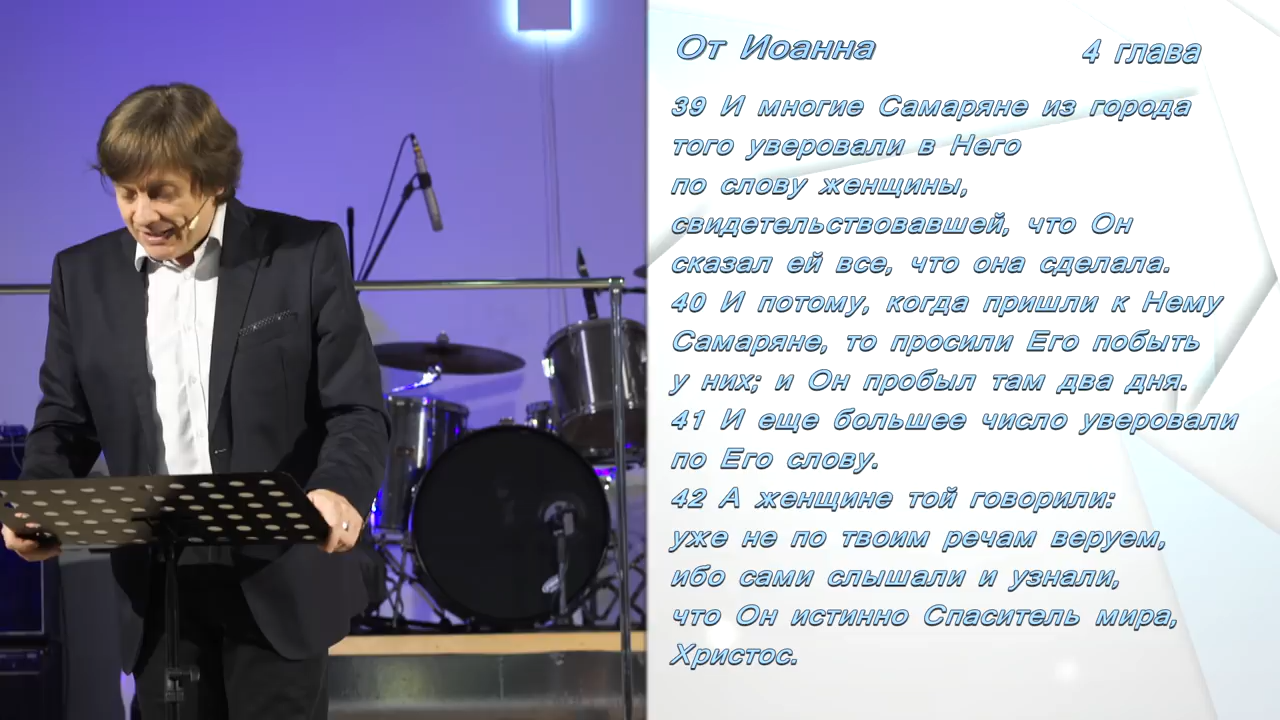 От Иоанна 4 глава
39 И многие Самаряне из города
того уверовали в Него
по слову женщины,
свидетельствовавшей, что Он
сказал ей все, что она сделала.
40 И потому, когда пришли к Нему
Самаряне, то просили Его побыть
у них; и Он пробыл там два дня.
41 И еще большее число уверовали
по Его слову.
42 А женщине той говорили:
уже не по твоим речам веруем,
ибо сами слышали и узнали,
что Он истинно Спаситель мира,
Христос.